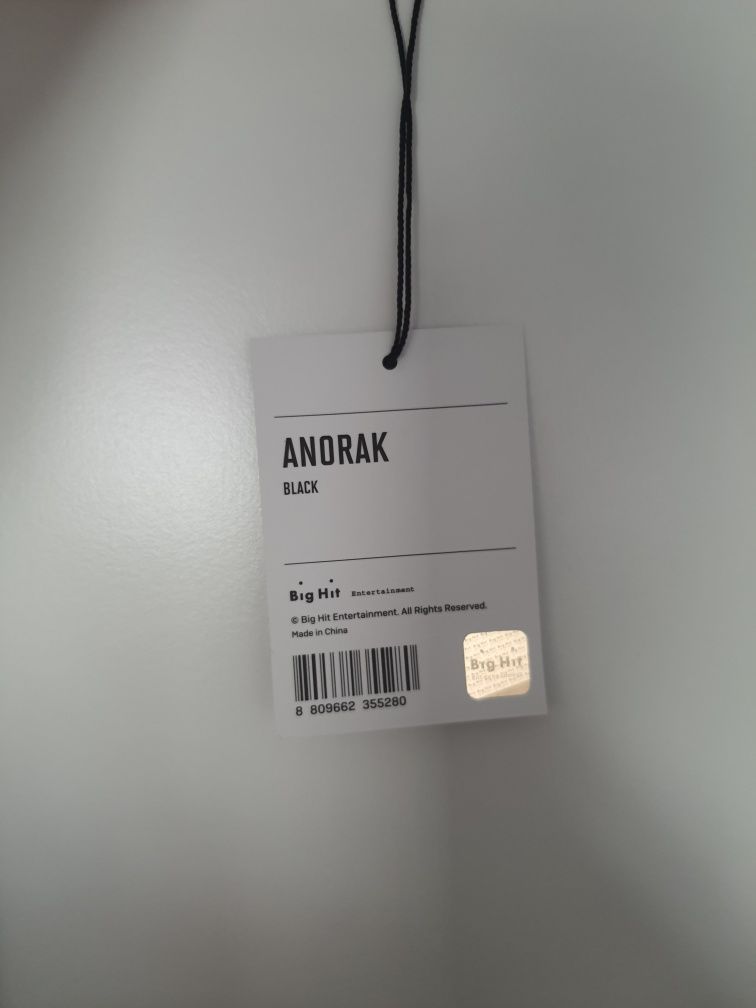 ANORAK
BLACK
Big Hit Entertainment
© Big Hit Entertainment. All Rights Reserved.
Made in China
8 809662 355280
Big Hit